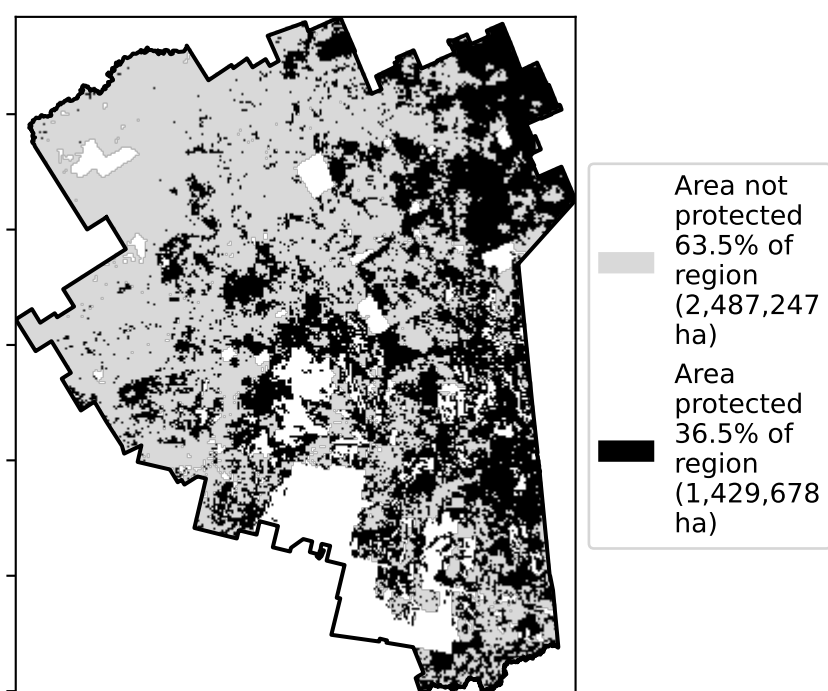 Area not
protected
63.5% of
region
(2,487,247
ha)
Area
protected
36.5% of
region
(1,429,678
ha)